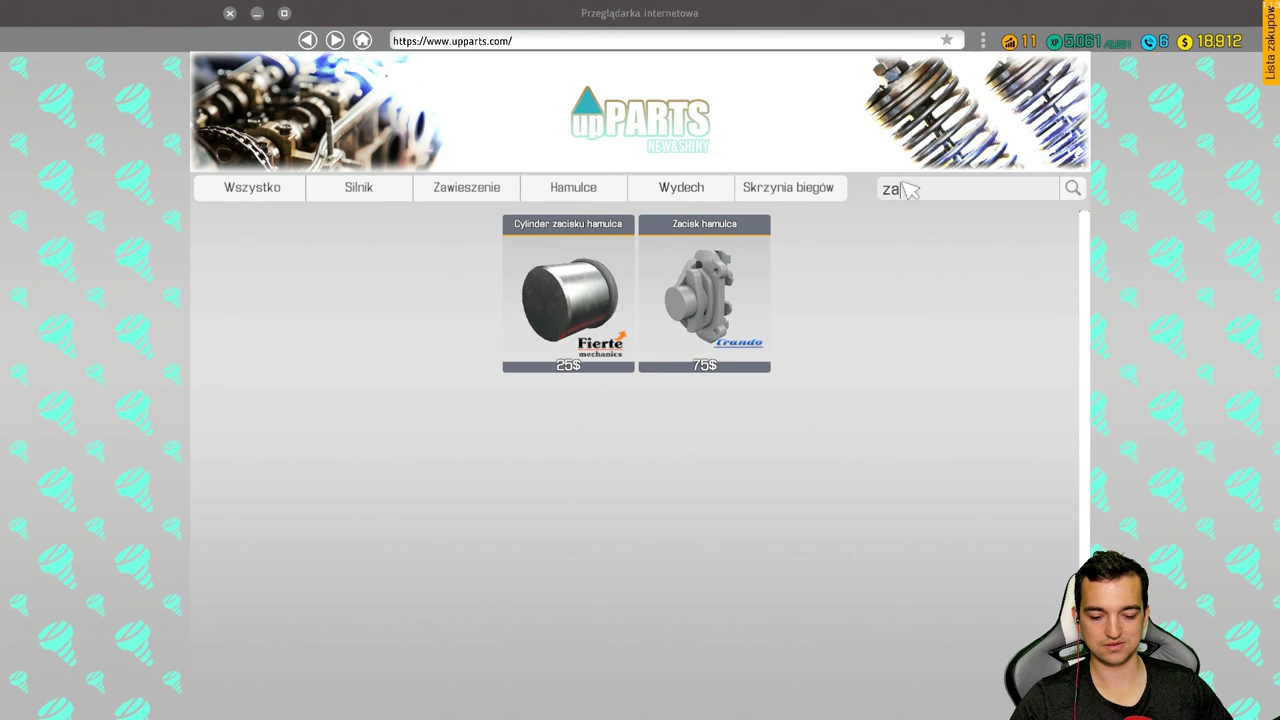 Przeglądarka internetowa
https://www.upparts.com/
11
XP 5,061
6
$ 18,912
Lista zakupów
upPARTS
NEW&SHINY
Wszystko
Silnik
Zawieszenie
Hamulce
Wydech
Skrzynia biegów
za
Cylinder zacisku hamulca
Zacisk hamulca
Fierte mechanics
Crando
25$
75$